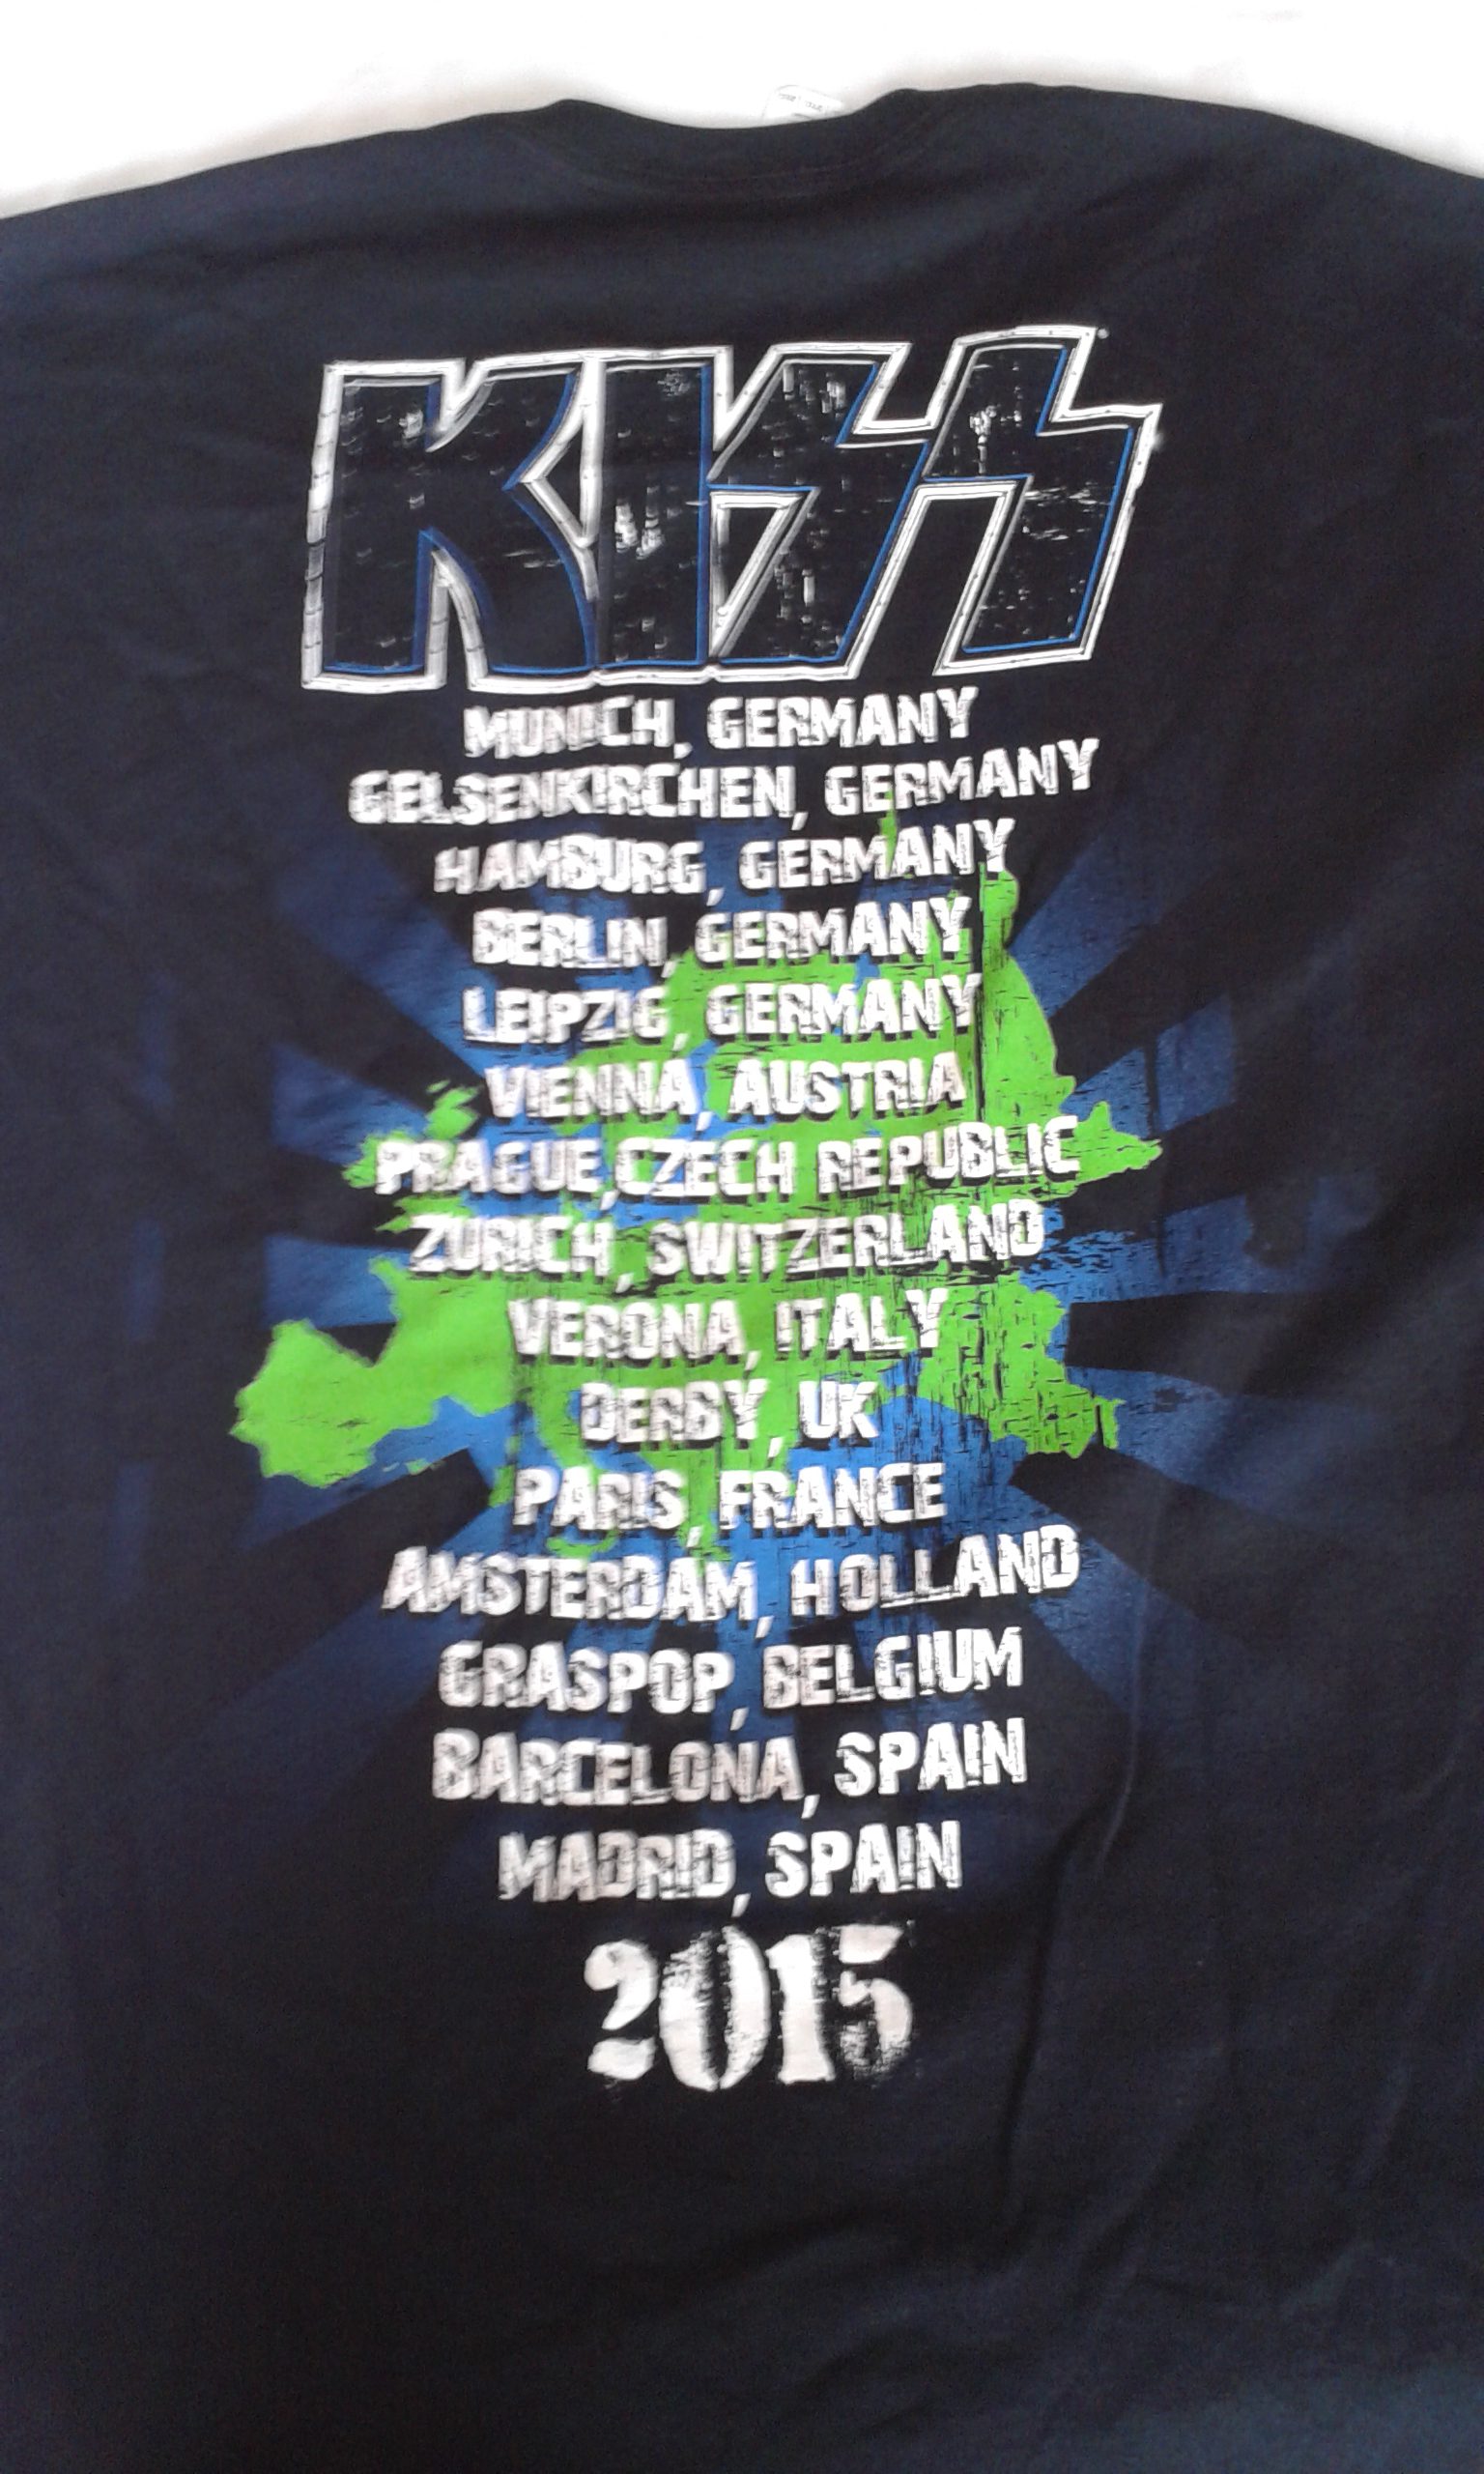 KISS
MUNICH, GERMANY
GELSENKIRCHEN, GERMANY
HAMBURG, GERMANY
BERLIN, GERMANY
LEIPZIG, GERMANY
VIENNA, AUSTRIA
PRAGUE,CZECH REPUBLIC
ZURICH, SWITZERLAND
VERONA, ITALY
DERBY, UK
PARIS, FRANCE
AMSTERDAM, HOLLAND
GRASPOP, BELGIUM
BARCELONA, SPAIN
MADRID, SPAIN
2015